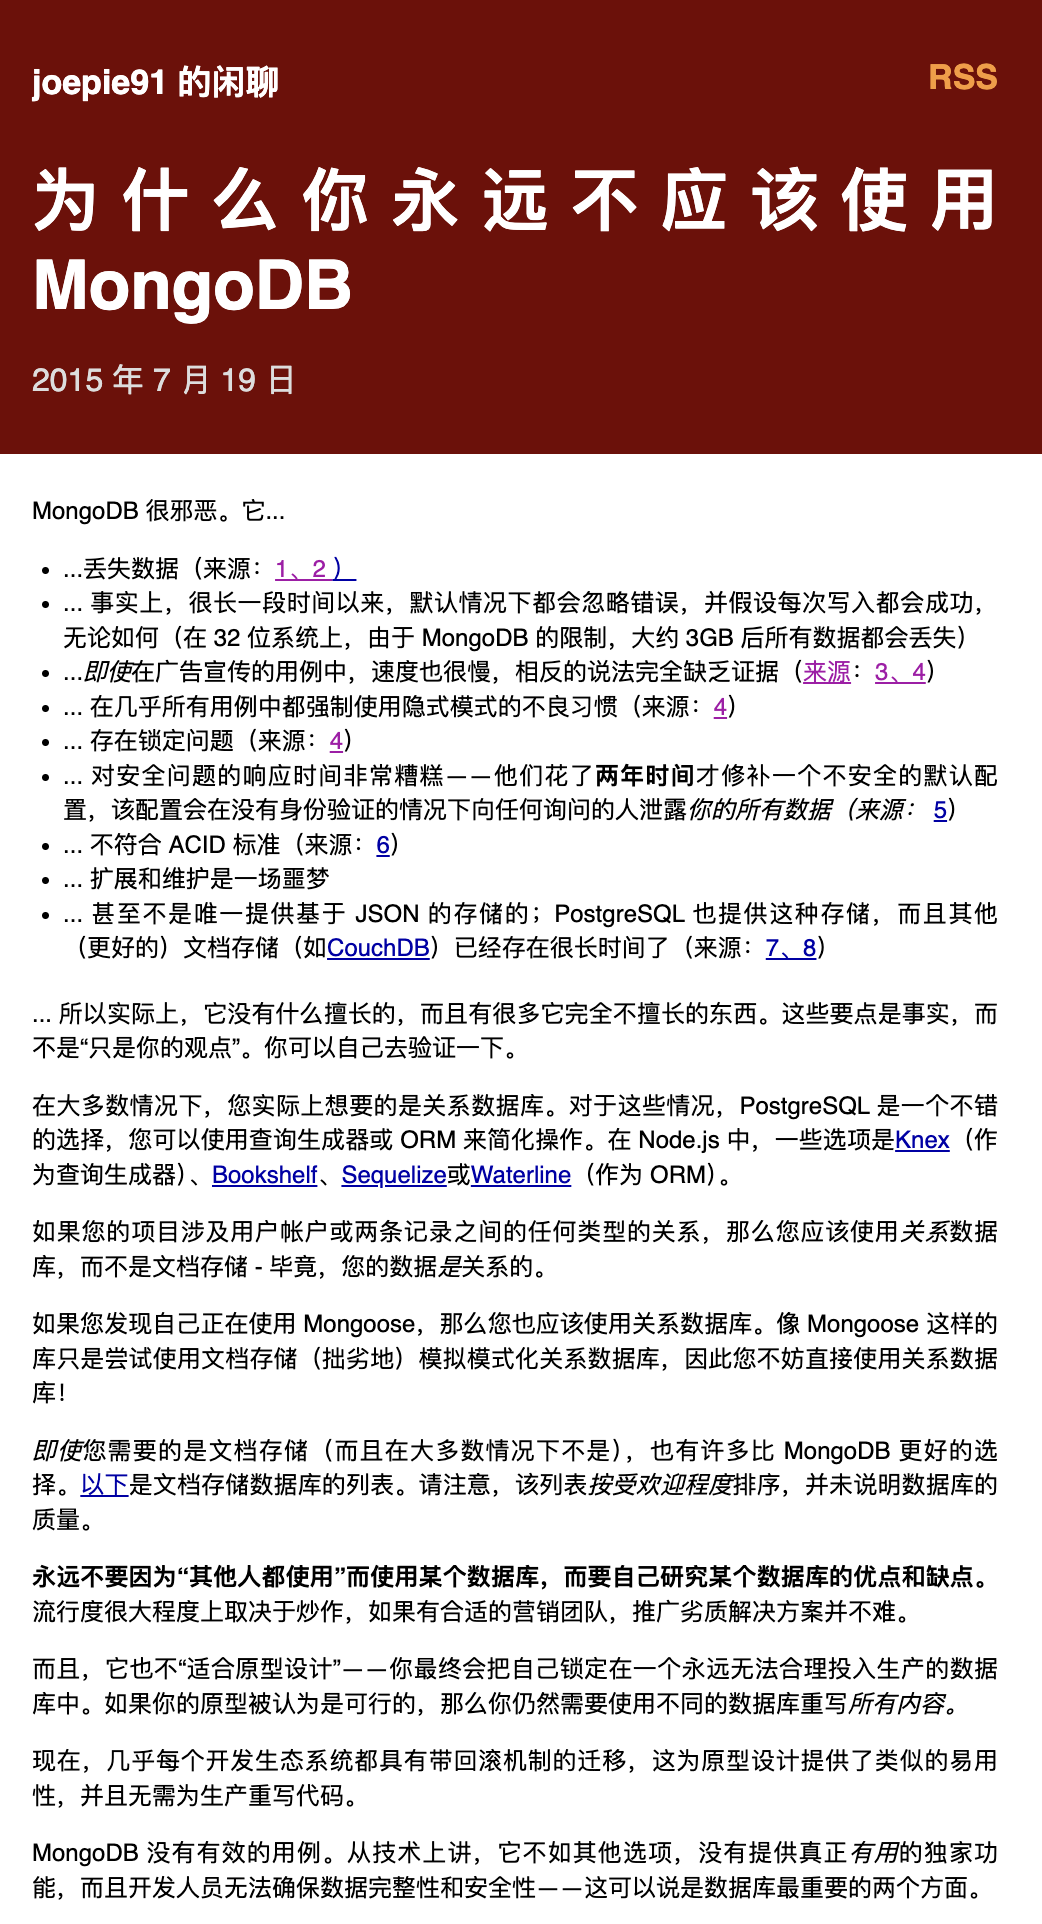 joepie91 的闲聊
RSS
为什么你永远不应该使用
MongoDB
2015 年 7 月 19 日
MongoDB 很邪恶。它...
• ...丢失数据（来源：1、2 ）
• ... 事实上，很长一段时间以来，默认情况下都会忽略错误，并假设每次写入都会成功，
无论如何（在 32 位系统上，由于 MongoDB 的限制，大约 3GB 后所有数据都会丢失）
• ...即使在广告宣传的用例中，速度也很慢，相反的说法完全缺乏证据（来源：3、4）
• ... 在几乎所有用例中都强制使用隐式模式的不良习惯（来源：4）
• ... 存在锁定问题（来源：4）
• ... 对安全问题的响应时间非常糟糕——他们花了两年时间才修补一个不安全的默认配
置，该配置会在没有身份验证的情况下向任何询问的人泄露你的所有数据（来源： 5）
• ... 不符合 ACID 标准（来源：6）
• ... 扩展和维护是一场噩梦
• ... 甚至不是唯一提供基于 JSON 的存储的；PostgreSQL 也提供这种存储，而且其他
（更好的）文档存储（如CouchDB）已经存在很长时间了（来源：7、8）
... 所以实际上，它没有什么擅长的，而且有很多它完全不擅长的东西。这些要点是事实，而
不是“只是你的观点”。你可以自己去验证一下。
在大多数情况下，您实际上想要的是关系数据库。对于这些情况，PostgreSQL 是一个不错
的选择，您可以使用查询生成器或 ORM 来简化操作。在 Node.js 中，一些选项是Knex（作
为查询生成器）、Bookshelf、Sequelize或Waterline（作为 ORM）。
如果您的项目涉及用户帐户或两条记录之间的任何类型的关系，那么您应该使用关系数据
库，而不是文档存储 - 毕竟，您的数据是关系的。
如果您发现自己正在使用 Mongoose，那么您也应该使用关系数据库。像 Mongoose 这样的
库只是尝试使用文档存储（拙劣地）模拟模式化关系数据库，因此您不妨直接使用关系数据
库！
即使您需要的是文档存储（而且在大多数情况下不是），也有许多比 MongoDB 更好的选
择。以下是文档存储数据库的列表。请注意，该列表按受欢迎程度排序，并未说明数据库的
质量。
永远不要因为“其他人都使用”而使用某个数据库，而要自己研究某个数据库的优点和缺点。
流行度很大程度上取决于炒作，如果有合适的营销团队，推广劣质解决方案并不难。
而且，它也不“适合原型设计”——你最终会把自己锁定在一个永远无法合理投入生产的数据
库中。如果你的原型被认为是可行的，那么你仍然需要使用不同的数据库重写所有内容。
现在，几乎每个开发生态系统都具有带回滚机制的迁移，这为原型设计提供了类似的易用
性，并且无需为生产重写代码。
MongoDB 没有有效的用例。从技术上讲，它不如其他选项，没有提供真正有用的独家功
能，而且开发人员无法确保数据完整性和安全性——这可以说是数据库最重要的两个方面。